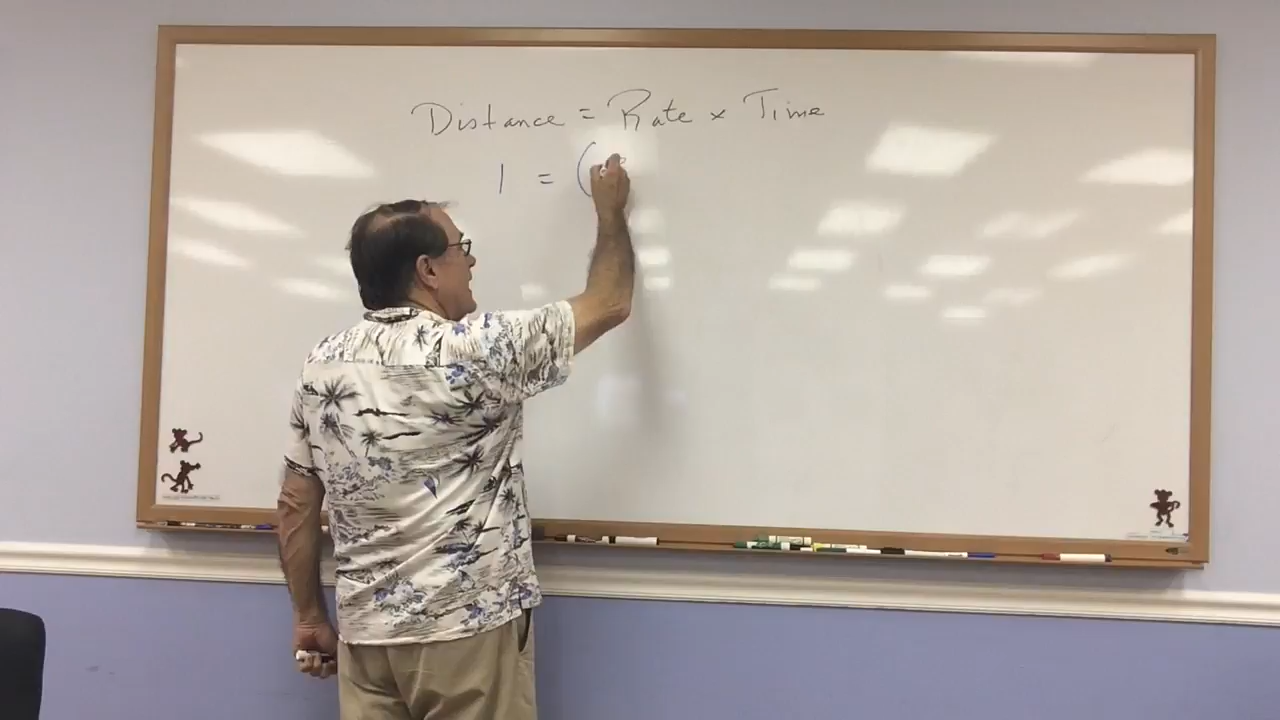 Distance = Rate × Time
1 = (